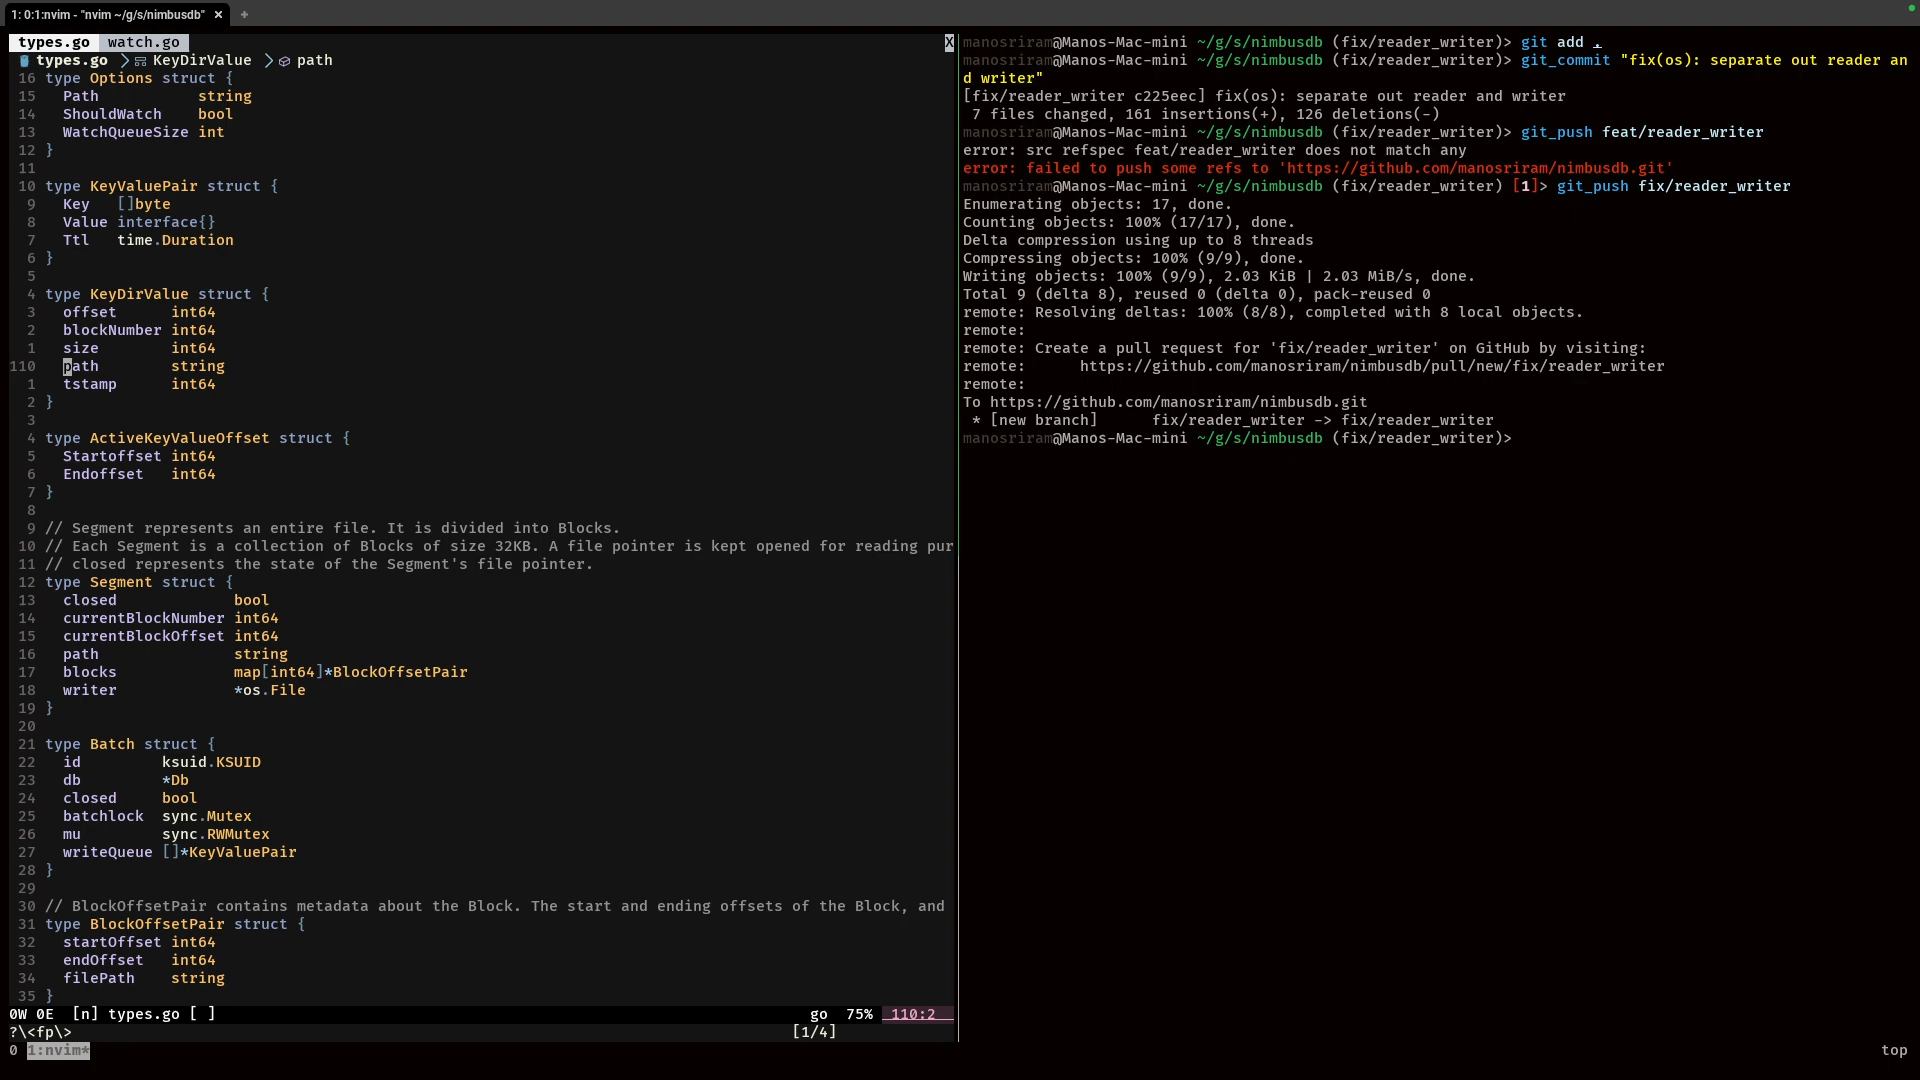 1: 0:1:nvim - "nvim ~/g/s/nimbusdb" × +
types.go watch.go X
types.go > KeyDirValue > path
16 type Options struct {
15 Path string
14 ShouldWatch bool
13 WatchQueueSize int
12 }
11
10 type KeyValuePair struct {
9 Key []byte
8 Value interface{}
7 Ttl time.Duration
6 }
5
4 type KeyDirValue struct {
3 offset int64
2 blockNumber int64
1 size int64
110 path string
1 tstamp int64
2 }
3
4 type ActiveKeyValueOffset struct {
5 Startoffset int64
6 Endoffset int64
7 }
8
9 // Segment represents an entire file. It is divided into Blocks.
10 // Each Segment is a collection of Blocks of size 32KB. A file pointer is kept opened for reading pur
11 // closed represents the state of the Segment's file pointer.
12 type Segment struct {
13 closed bool
14 currentBlockNumber int64
15 currentBlockOffset int64
16 path string
17 blocks map[int64]*BlockOffsetPair
18 writer *os.File
19 }
20
21 type Batch struct {
22 id ksuid.KSUID
23 db *Db
24 closed bool
25 batchlock sync.Mutex
26 mu sync.RWMutex
27 writeQueue []*KeyValuePair
28 }
29
30 // BlockOffsetPair contains metadata about the Block. The start and ending offsets of the Block, and
31 type BlockOffsetPair struct {
32 startOffset int64
33 endOffset int64
34 filePath string
35 }
0W 0E [n] types.go [ ] go 75% 110:2
?\<fp\> [1/4]
0 1:nvim*
manosriram@Manos-Mac-mini ~/g/s/nimbusdb (fix/reader_writer)> git add .
manosriram@Manos-Mac-mini ~/g/s/nimbusdb (fix/reader_writer)> git_commit "fix(os): separate out reader an
d writer"
[fix/reader_writer c225eec] fix(os): separate out reader and writer
7 files changed, 161 insertions(+), 126 deletions(-)
manosriram@Manos-Mac-mini ~/g/s/nimbusdb (fix/reader_writer)> git_push feat/reader_writer
error: src refspec feat/reader_writer does not match any
error: failed to push some refs to 'https://github.com/manosriram/nimbusdb.git'
manosriram@Manos-Mac-mini ~/g/s/nimbusdb (fix/reader_writer) [1]> git_push fix/reader_writer
Enumerating objects: 17, done.
Counting objects: 100% (17/17), done.
Delta compression using up to 8 threads
Compressing objects: 100% (9/9), done.
Writing objects: 100% (9/9), 2.03 KiB | 2.03 MiB/s, done.
Total 9 (delta 8), reused 0 (delta 0), pack-reused 0
remote: Resolving deltas: 100% (8/8), completed with 8 local objects.
remote:
remote: Create a pull request for 'fix/reader_writer' on GitHub by visiting:
remote: https://github.com/manosriram/nimbusdb/pull/new/fix/reader_writer
remote:
To https://github.com/manosriram/nimbusdb.git
* [new branch] fix/reader_writer -> fix/reader_writer
manosriram@Manos-Mac-mini ~/g/s/nimbusdb (fix/reader_writer)>
top